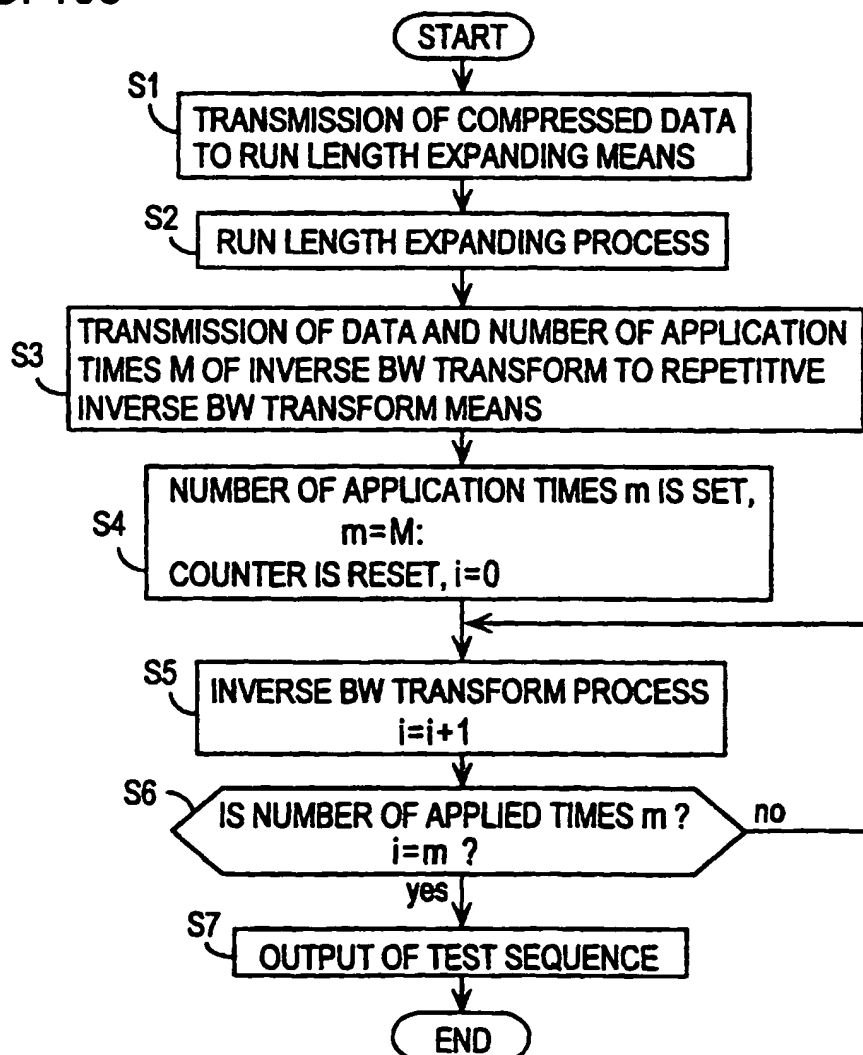 START
S1
TRANSMISSION OF COMPRESSED DATA
TO RUN LENGTH EXPANDING MEANS
S2
RUN LENGTH EXPANDING PROCESS
S3
TRANSMISSION OF DATA AND NUMBER OF APPLICATION
TIMES M OF INVERSE BW TRANSFORM TO REPETITIVE
INVERSE BW TRANSFORM MEANS
S4
NUMBER OF APPLICATION TIMES m IS SET,
m=M:
COUNTER IS RESET, i=0
S5
INVERSE BW TRANSFORM PROCESS
i=i+1
S6
IS NUMBER OF APPLIED TIMES m ?
i=m ?
no
yes
S7
OUTPUT OF TEST SEQUENCE
END